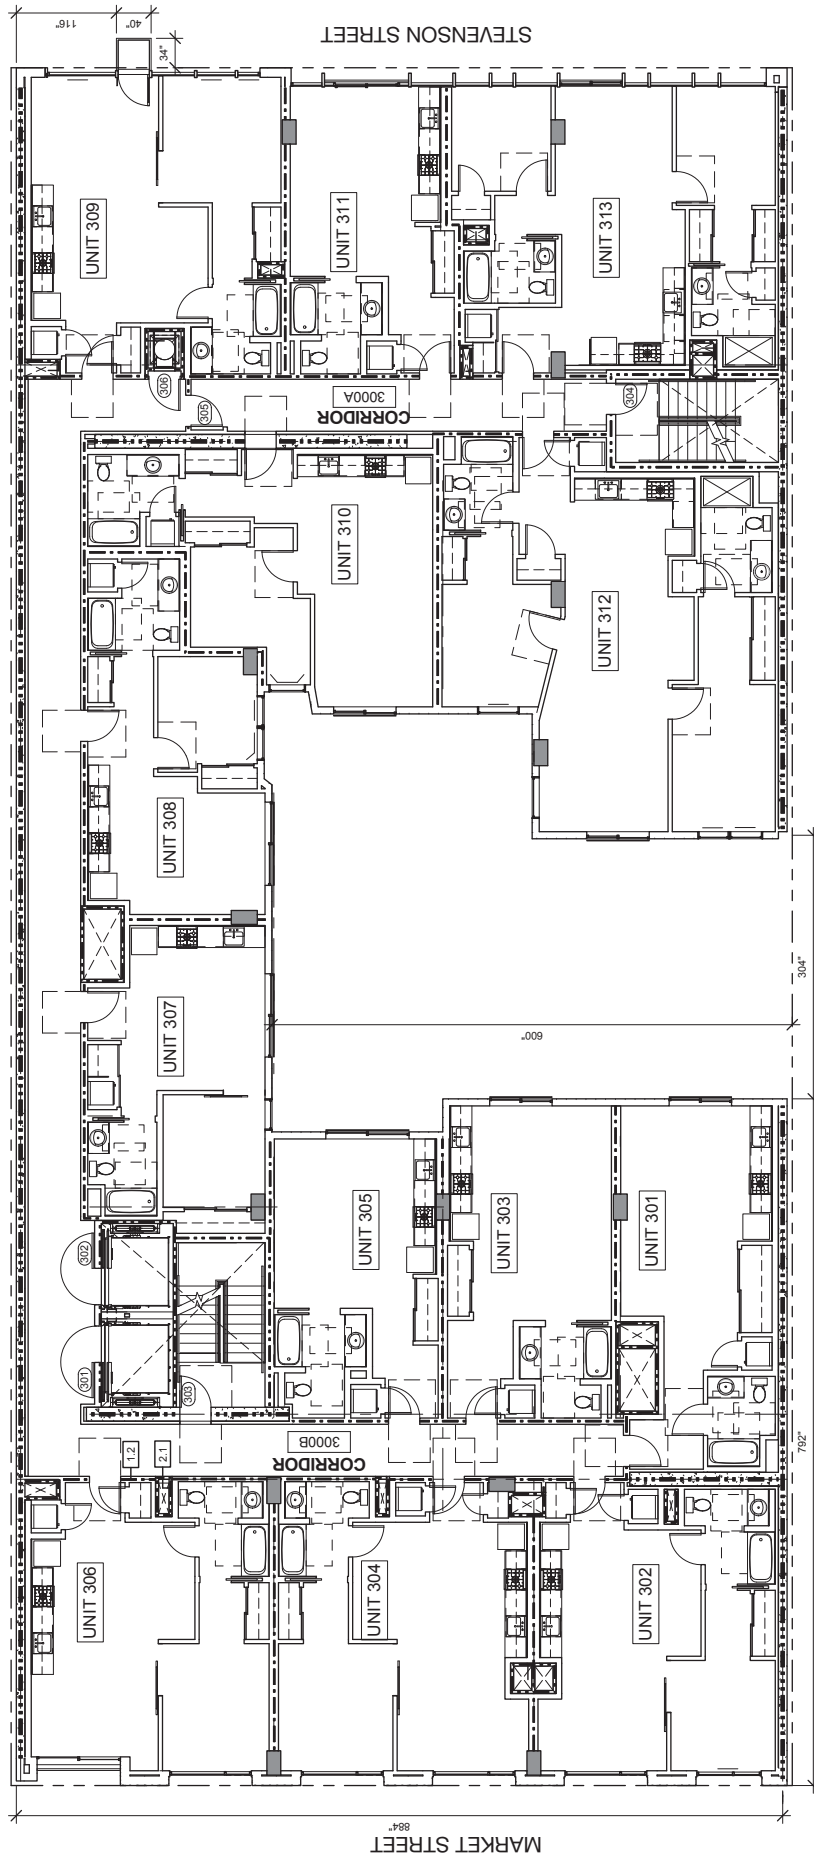 116"
40"
34"
STEVENSON STREET
UNIT 309
UNIT 311
UNIT 313
306
305
3000A
CORRIDOR
304
UNIT 310
UNIT 312
UNIT 308
UNIT 307
600"
304"
302
301
303
UNIT 305
UNIT 303
UNIT 301
3000B
CORRIDOR
1.2
2.1
792"
UNIT 306
UNIT 304
UNIT 302
884"
MARKET STREET